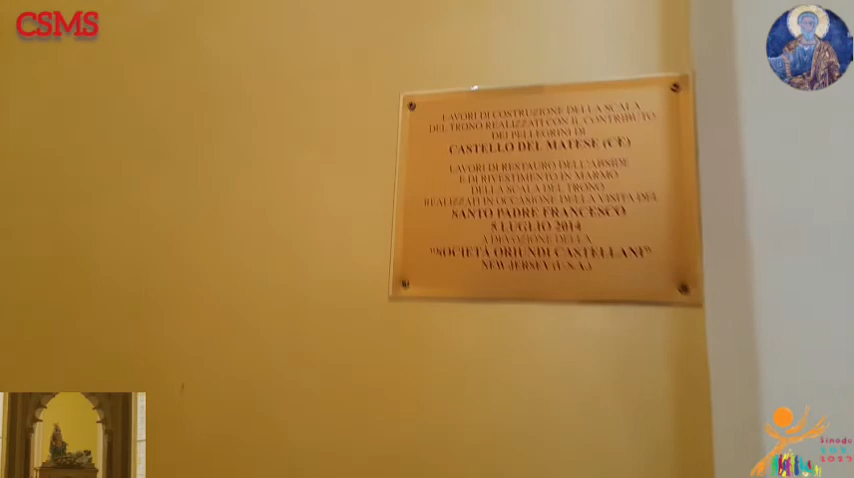 CSMS
LAVORI DI COSTRUZIONE DELLA SCALA
DEL TRONO REALIZZATI CON IL CONTRIBUTO
DEI PELLEGRINI DI
CASTELLO DEL MATESE (CE)
LAVORI DI RESTAURO DELL'ABSIDE
E DI RIVESTIMENTO IN MARMO
DELLA SCALA DEL TRONO
REALIZZATI IN OCCASIONE DELLA VISITA DEL
SANTO PADRE FRANCESCO
5 LUGLIO 2014
A DEVOZIONE DELLA
"SOCIETÀ ORIUNDI CASTELLANI"
NEW JERSEY (U.S.A.)